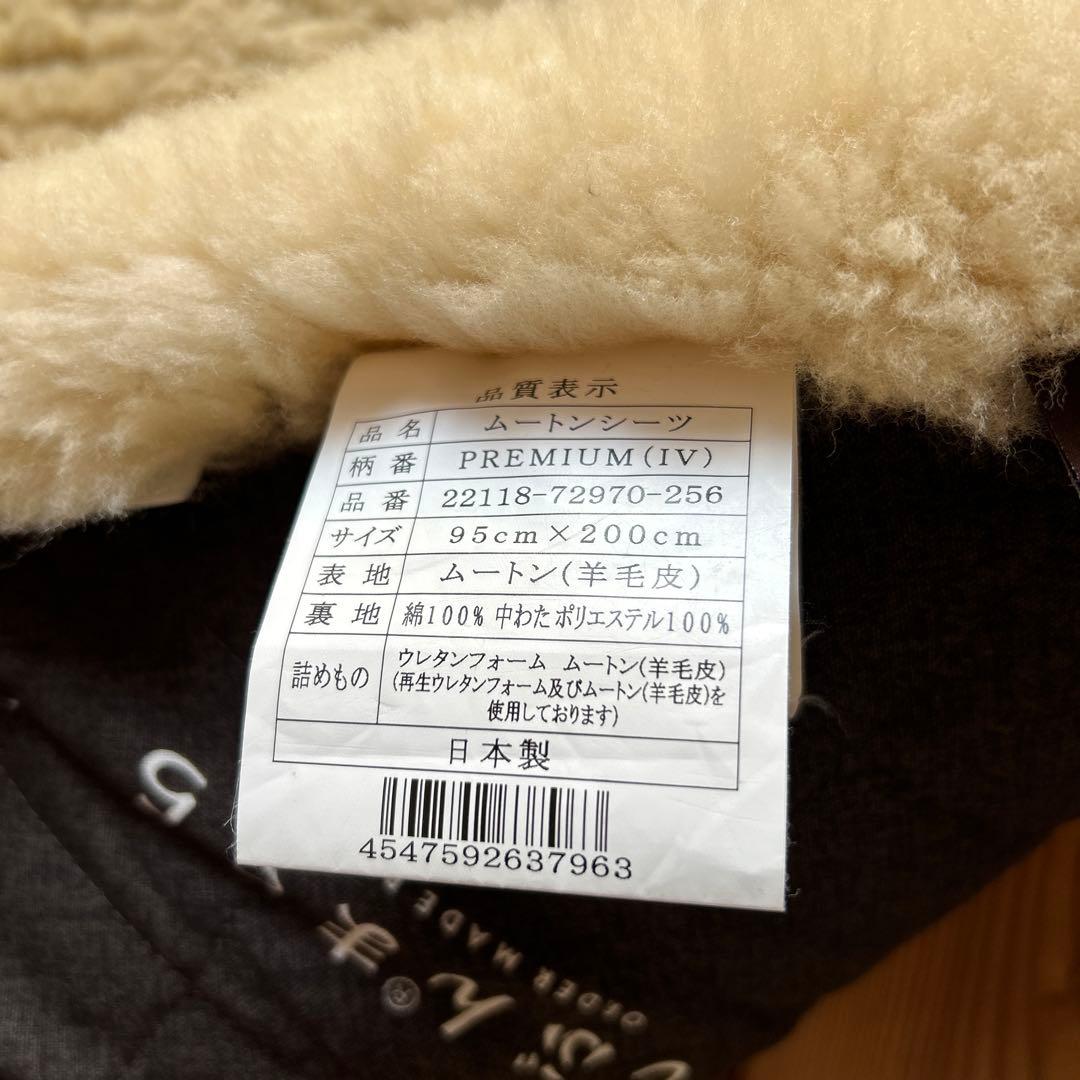 品質表示
品名 ムートンシーツ
柄番 PREMIUM(IV)
品番 22118-72970-256
サイズ 95cm×200cm
表地 ムートン(羊毛皮)
裏地 綿100% 中わた ポリエステル100%
詰めもの ウレタンフォーム ムートン(羊毛皮)
(再生ウレタンフォーム及びムートン(羊毛皮)を
使用しております)
日本製
4547592637963
5
ぶんま®
ORDER MADE